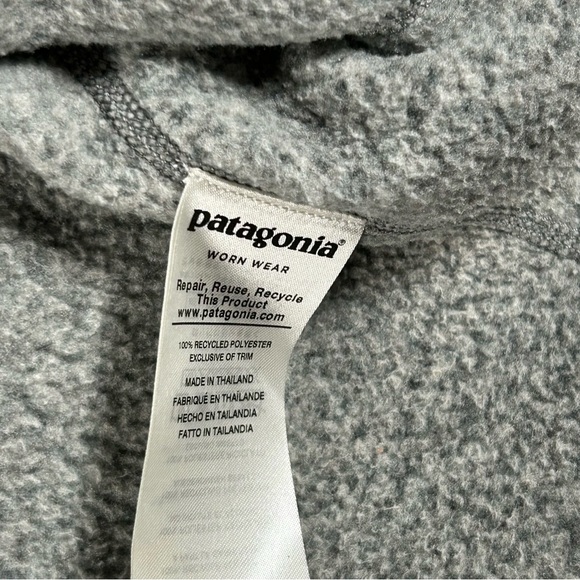 patagonia®
WORN WEAR
Repair, Reuse, Recycle
This Product
www.patagonia.com
100% RECYCLED POLYESTER
EXCLUSIVE OF TRIM
MADE IN THAILAND
FABRIQUÉ EN THAÏLANDE
HECHO EN TAILANDIA
FATTO IN TAILANDIA